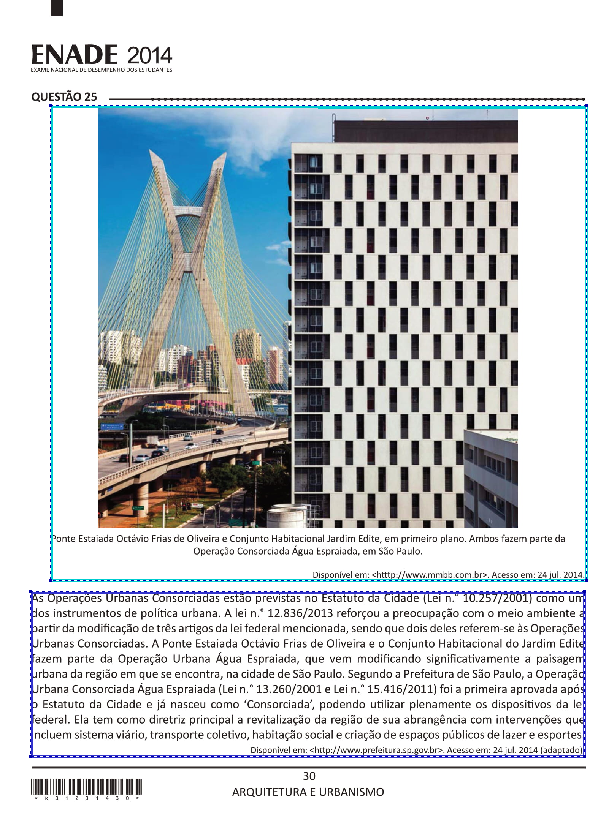 ENADE 2014
EXAME NACIONAL DE DESEMPENHO DOS ESTUDANTES
QUESTÃO 25
Ponte Estaiada Octávio Frias de Oliveira e Conjunto Habitacional Jardim Edite, em primeiro plano. Ambos fazem parte da
Operação Consorciada Água Espraiada, em São Paulo.
Disponível em: <htttp://www.mmbb.com.br>. Acesso em: 24 jul. 2014.
As Operações Urbanas Consorciadas estão previstas no Estatuto da Cidade (Lei n.° 10.257/2001) como um
dos instrumentos de política urbana. A lei n.° 12.836/2013 reforçou a preocupação com o meio ambiente a
partir da modificação de três artigos da lei federal mencionada, sendo que dois deles referem-se às Operações
Urbanas Consorciadas. A Ponte Estaiada Octávio Frias de Oliveira e o Conjunto Habitacional do Jardim Edite
fazem parte da Operação Urbana Água Espraiada, que vem modificando significativamente a paisagem
urbana da região em que se encontra, na cidade de São Paulo. Segundo a Prefeitura de São Paulo, a Operação
Urbana Consorciada Água Espraiada (Lei n.° 13.260/2001 e Lei n.° 15.416/2011) foi a primeira aprovada após
o Estatuto da Cidade e já nasceu como ‘Consorciada’, podendo utilizar plenamente os dispositivos da lei
federal. Ela tem como diretriz principal a revitalização da região de sua abrangência com intervenções que
incluem sistema viário, transporte coletivo, habitação social e criação de espaços públicos de lazer e esportes.
Disponível em: <http://www.prefeitura.sp.gov.br>. Acesso em: 24 jul. 2014 (adaptado).
30
ARQUITETURA E URBANISMO